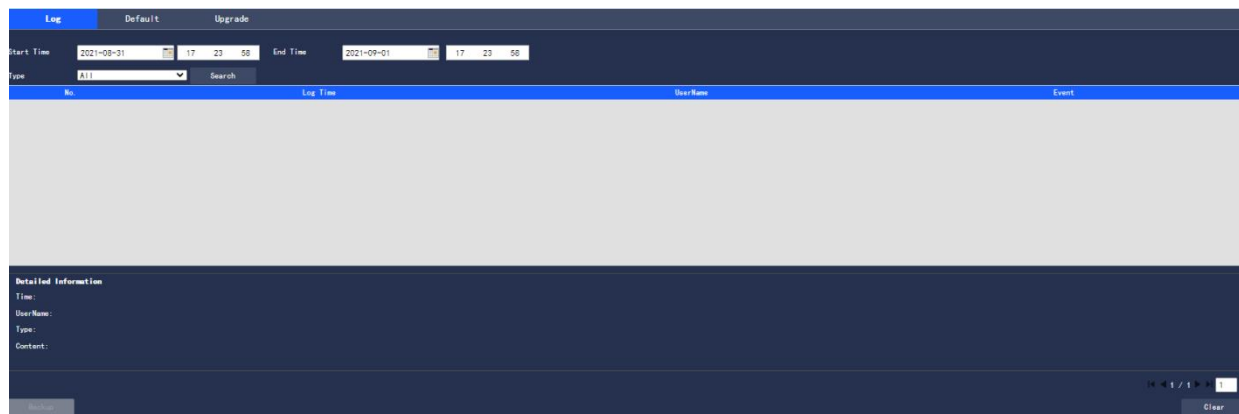 Log Default Upgrade
Start Time 2021-08-31 17 23 58 End Time 2021-09-01 17 23 58
Type All Search
No. Log Time UserName Event
Detailed Information
Time:
UserName:
Type:
Content:
1 / 1 1
Backup Clear